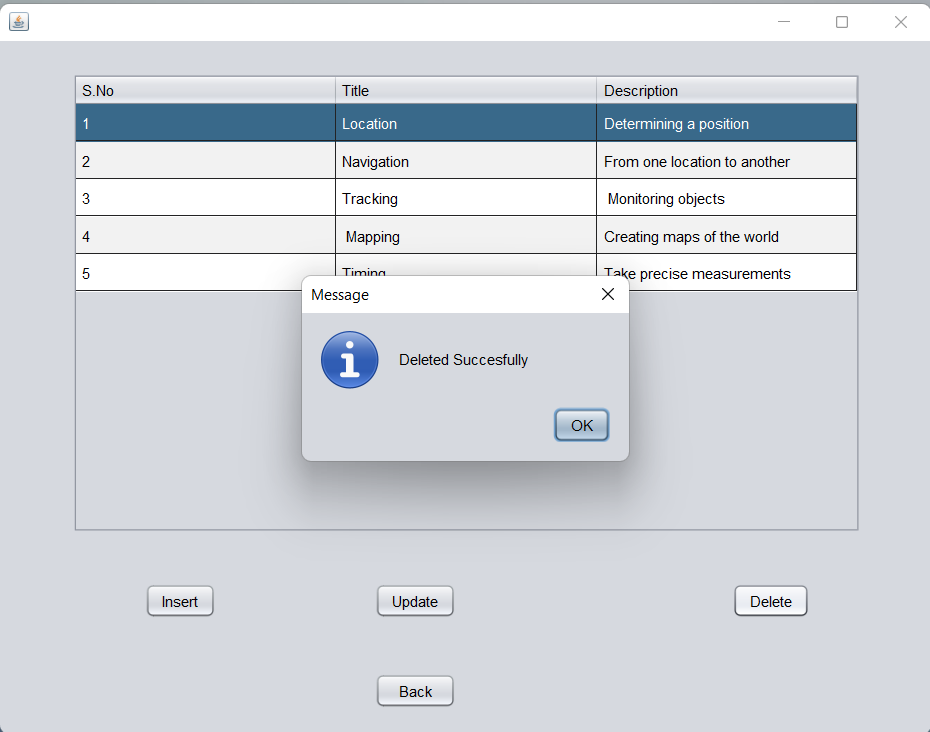 S.No Title Description
1 Location Determining a position
2 Navigation From one location to another
3 Tracking Monitoring objects
4 Mapping Creating maps of the world
5 Timing Take precise measurements
Message
Deleted Succesfully
OK
Insert Update Delete
Back